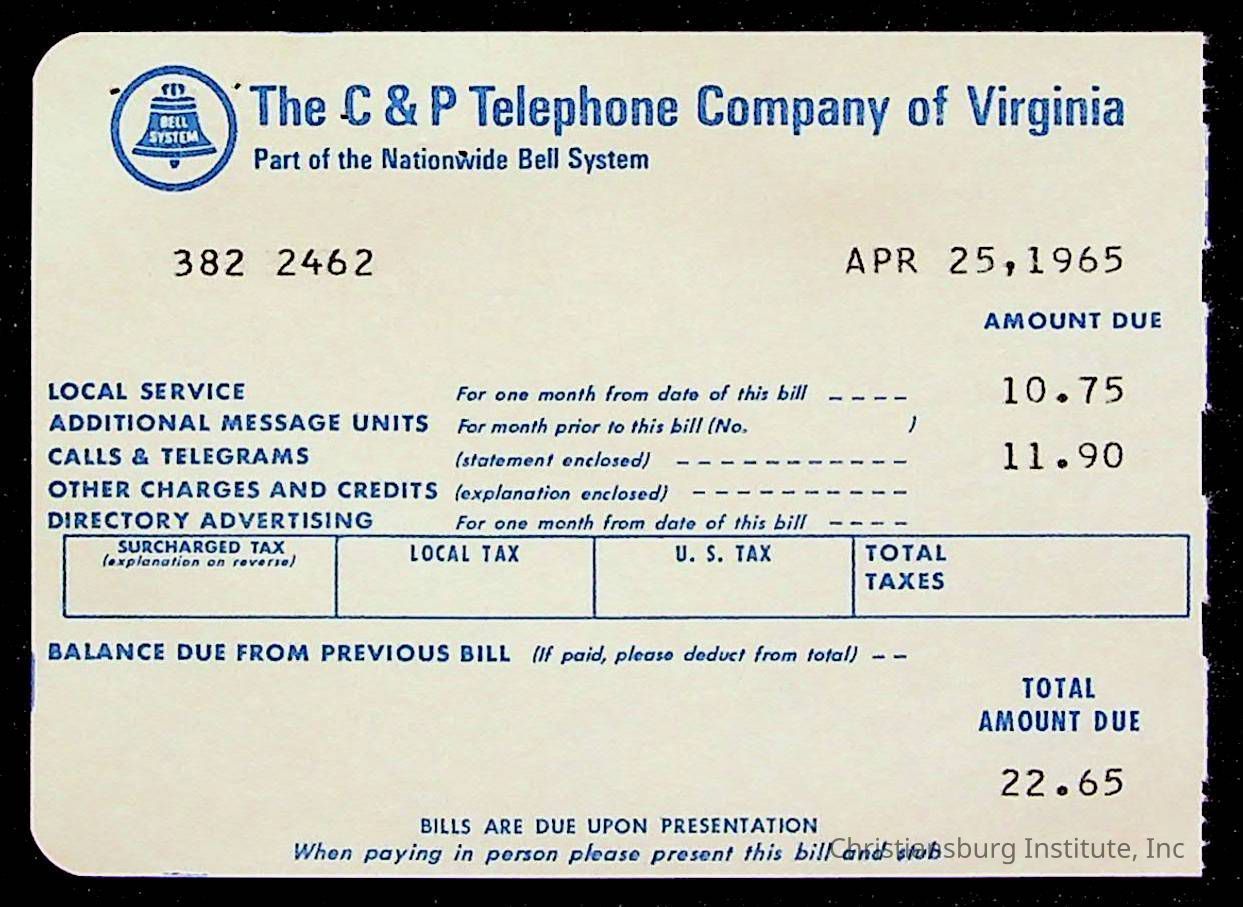 BELL
SYSTEM
The C & P Telephone Company of Virginia
Part of the Nationwide Bell System
382 2462 APR 25,1965
AMOUNT DUE
LOCAL SERVICE For one month from date of this bill ---- 10.75
ADDITIONAL MESSAGE UNITS For month prior to this bill (No. )
CALLS & TELEGRAMS (statement enclosed) ----------- 11.90
OTHER CHARGES AND CREDITS (explanation enclosed) ----------
DIRECTORY ADVERTISING For one month from date of this bill ----
SURCHARGED TAX LOCAL TAX U. S. TAX TOTAL
(explanation on reverse)
TAXES
BALANCE DUE FROM PREVIOUS BILL (If paid, please deduct from total) --
TOTAL
AMOUNT DUE
22.65
BILLS ARE DUE UPON PRESENTATION
When paying in person please present this bill and stub
Christiansburg Institute, Inc